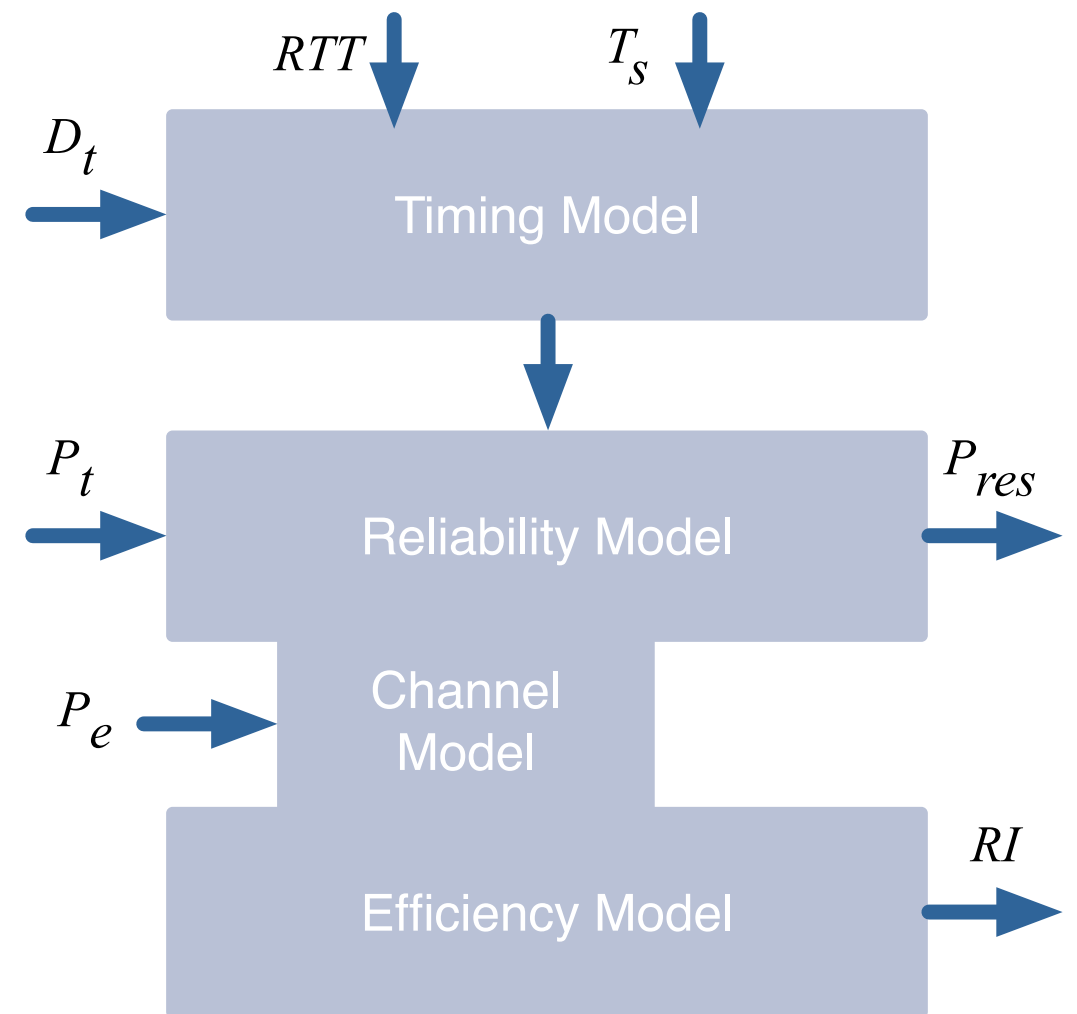 RTT
T_s
D_t
Timing Model
P_t
P_res
Reliability Model
Channel
Model
P_e
RI
Efficiency Model